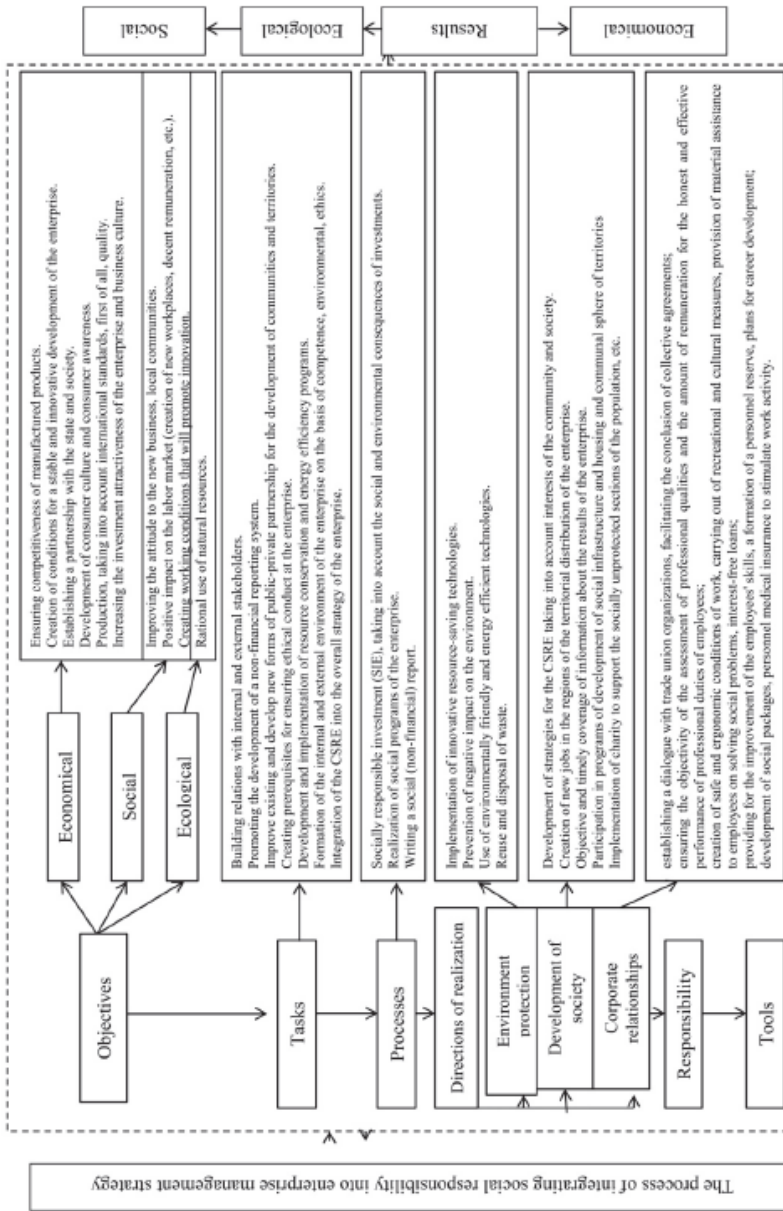 The process of integrating social responsibility into enterprise management strategy
Objectives
Economical
Ensuring competitiveness of manufactured products.
Creation of conditions for a stable and innovative development of the enterprise.
Establishing a partnership with the state and society.
Development of consumer culture and consumer awareness.
Production, taking into account international standards, first of all, quality.
Increasing the investment attractiveness of the enterprise and business culture.
Social
Improving the attitude to the new business, local communities.
Positive impact on the labor market (creation of new workplaces, decent remuneration, etc.).
Creating working conditions that will promote innovation.
Ecological
Rational use of natural resources.
Tasks
Building relations with internal and external stakeholders.
Promoting the development of a non-financial reporting system.
Improve existing and develop new forms of public-private partnership for the development of communities and territories.
Creating prerequisites for ensuring ethical conduct at the enterprise.
Development and implementation of resource conservation and energy efficiency programs.
Formation of the internal and external environment of the enterprise on the basis of competence, environmental, ethics.
Integration of the CSRE into the overall strategy of the enterprise.
Processes
Socially responsible investment (SIE), taking into account the social and environmental consequences of investments.
Realization of social programs of the enterprise.
Writing a social (non-financial) report.
Directions of realization
Environment
protection
Implementation of innovative resource-saving technologies.
Prevention of negative impact on the environment.
Use of environmentally friendly and energy efficient technologies.
Reuse and disposal of waste.
Development of
society
Development of strategies for the CSRE taking into account interests of the community and society.
Creation of new jobs in the regions of the territorial distribution of the enterprise.
Objective and timely coverage of information about the results of the enterprise.
Participation in programs of development of social infrastructure and housing and communal sphere of territories
Implementation of charity to support the socially unprotected sections of the population, etc.
Corporate
relationships
establishing a dialogue with trade union organizations, facilitating the conclusion of collective agreements;
ensuring the objectivity of the assessment of professional qualities and the amount of remuneration for the honest and effective
performance of professional duties of employees;
creation of safe and ergonomic conditions of work, carrying out of recreational and cultural measures, provision of material assistance
to employees on solving social problems, interest-free loans;
providing for the improvement of the employees' skills, a formation of a personnel reserve, plans for career development;
development of social packages, personnel medical insurance to stimulate work activity.
Responsibility
Tools
Social
Ecological
Results
Economical